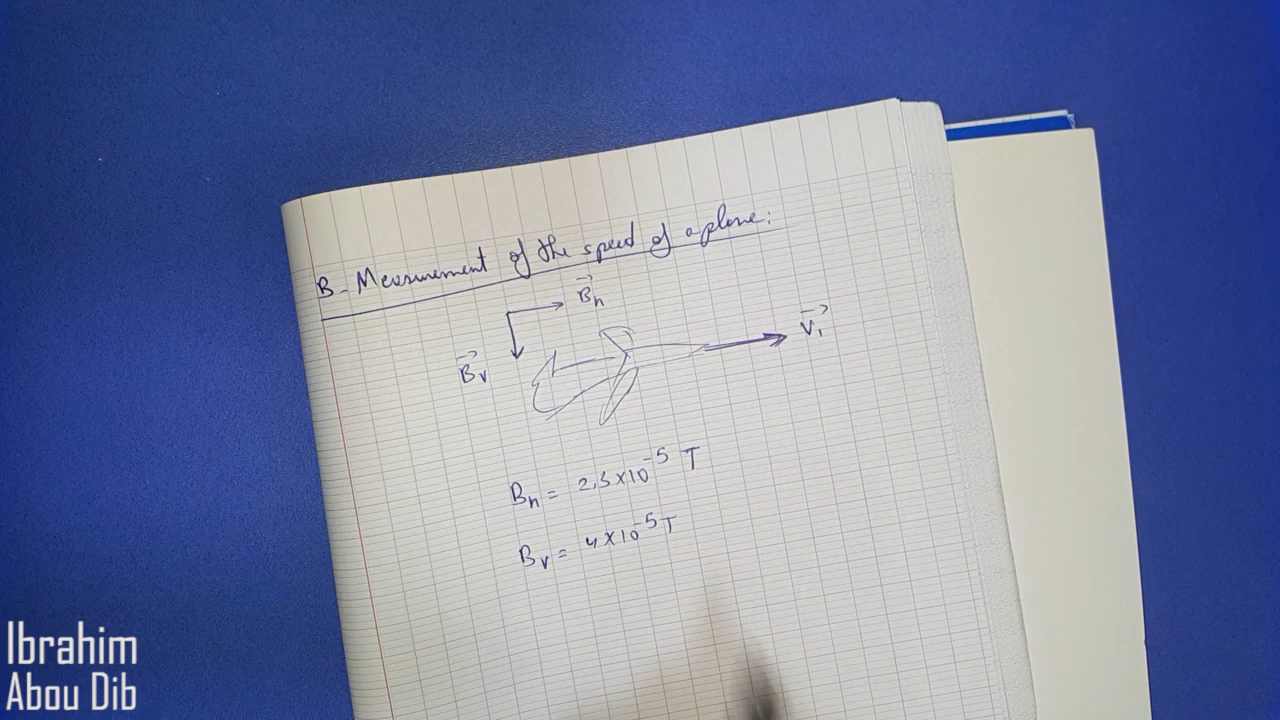 B - Measurement of the speed of a plane:
B⃗h
B⃗v
V⃗1
Bh = 2,3×10⁻⁵ T
Bv = 4×10⁻⁵ T
Ibrahim
Abou Dib